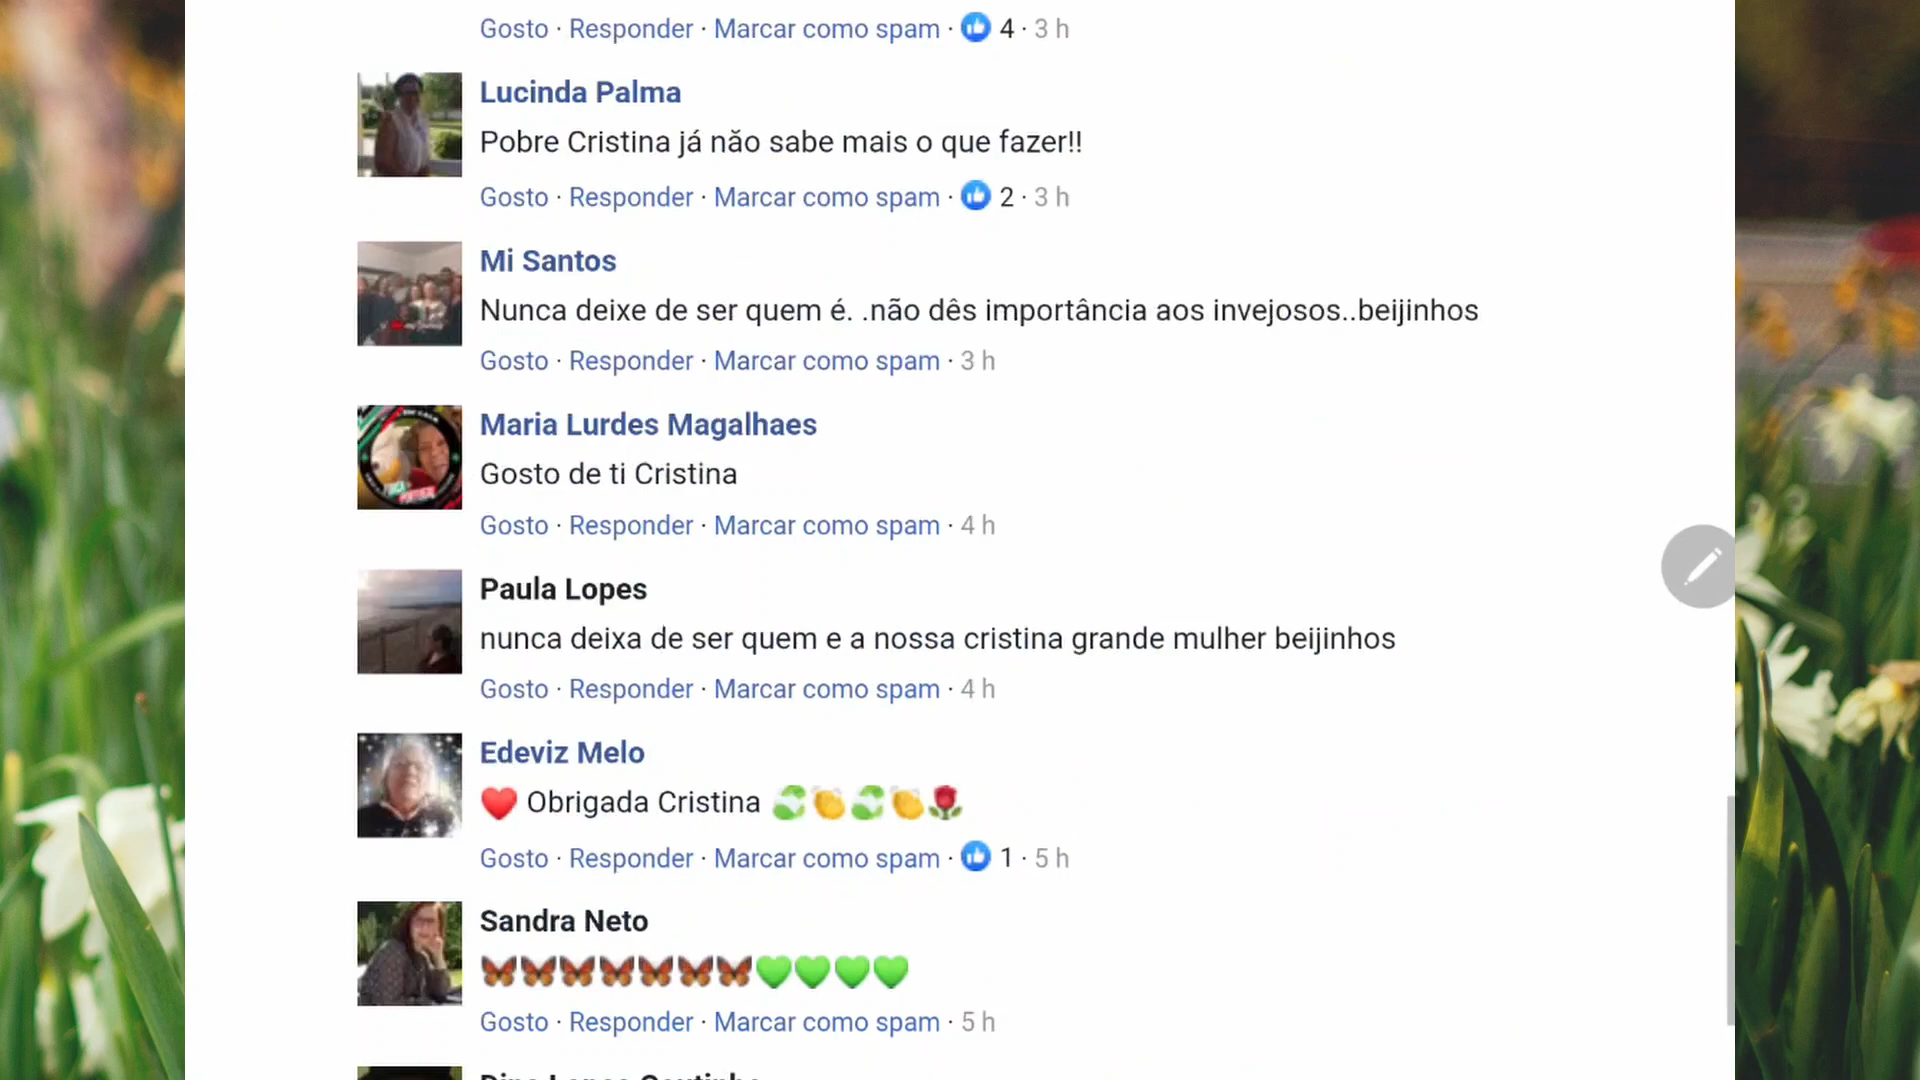 Gosto · Responder · Marcar como spam · 4 · 3 h
Lucinda Palma
Pobre Cristina já não sabe mais o que fazer!!
Gosto · Responder · Marcar como spam · 2 · 3 h
Mi Santos
Nunca deixe de ser quem é. .não dês importância aos invejosos..beijinhos
Gosto · Responder · Marcar como spam · 3 h
Maria Lurdes Magalhaes
Gosto de ti Cristina
Gosto · Responder · Marcar como spam · 4 h
Paula Lopes
nunca deixa de ser quem e a nossa cristina grande mulher beijinhos
Gosto · Responder · Marcar como spam · 4 h
Edeviz Melo
❤️ Obrigada Cristina
Gosto · Responder · Marcar como spam · 1 · 5 h
Sandra Neto
🦋🦋🦋🦋🦋🦋🦋💚💚💚💚
Gosto · Responder · Marcar como spam · 5 h